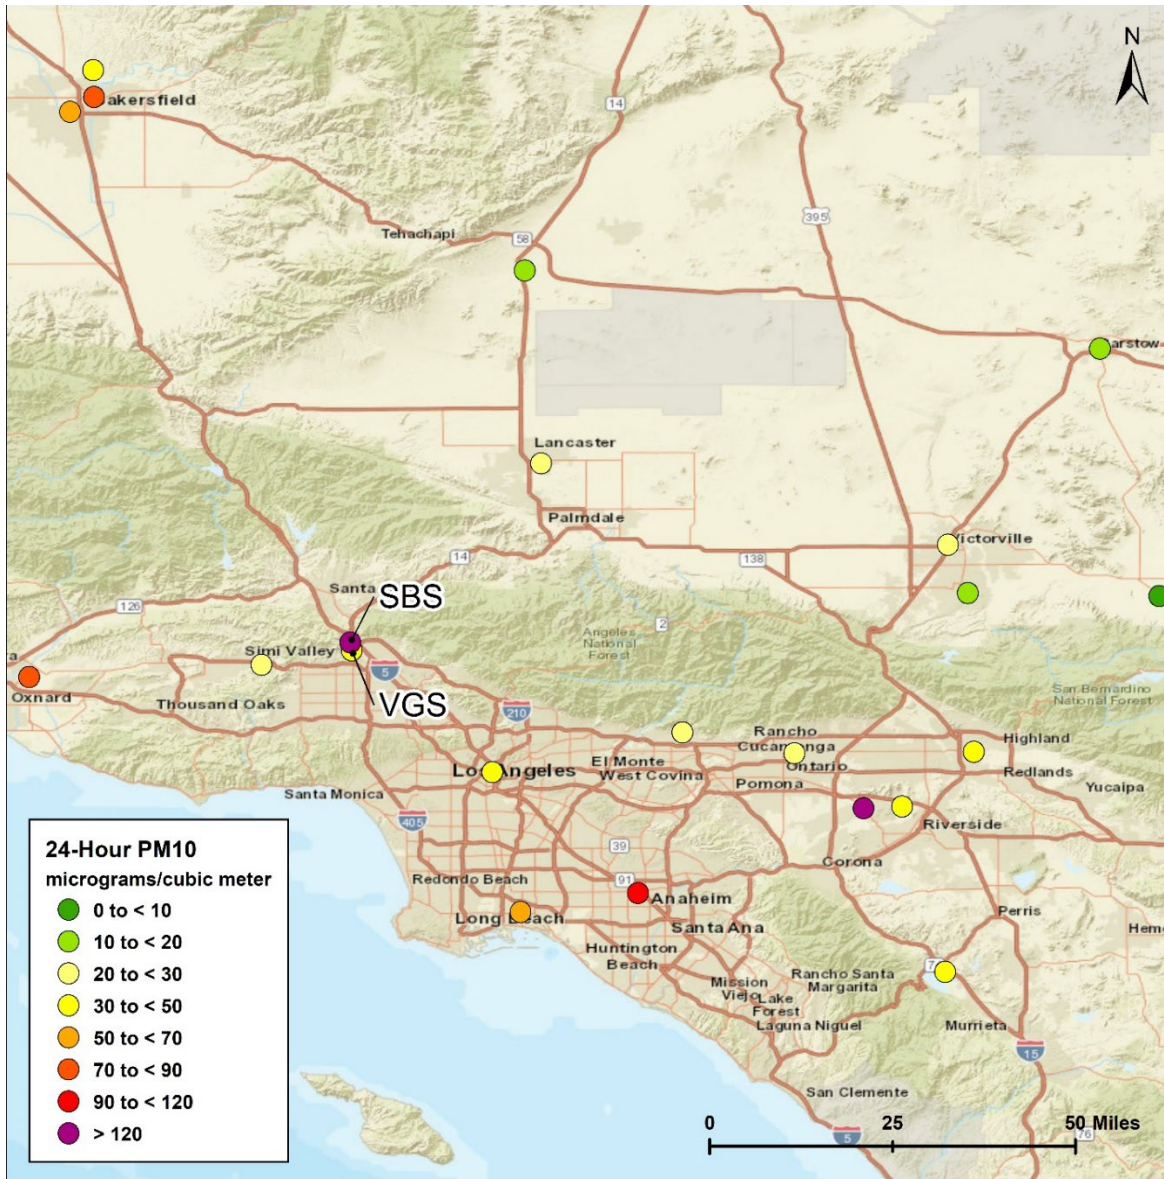 N
akersfield
14
395
Tehachapi
58
arstow
Lancaster
Palmdale
ictorville
14
138
Santa
SBS
126
2
Angeles
National
Forest
Simi Valley
5
a
Oxnard
San Bernardino
National Forest
Thousand Oaks
VGS
210
Rancho
Cucamonga
Highland
El Monte
Los Angeles
West Covina
Ontario
Redlands
Pomona
Yucaipa
Santa Monica
405
Riverside
39
Corona
Redondo Beach
91
Anaheim
Perris
Long Beach
Santa Ana
Hem
Huntington
Beach
Rancho Santa
Margarita
7
Mission
Viejo
Lake
Forest
Laguna Niguel
Murrieta
15
San Clemente
5
76
24-Hour PM10
micrograms/cubic meter
0 to < 10
10 to < 20
20 to < 30
30 to < 50
50 to < 70
70 to < 90
90 to < 120
> 120
0 25 50 Miles